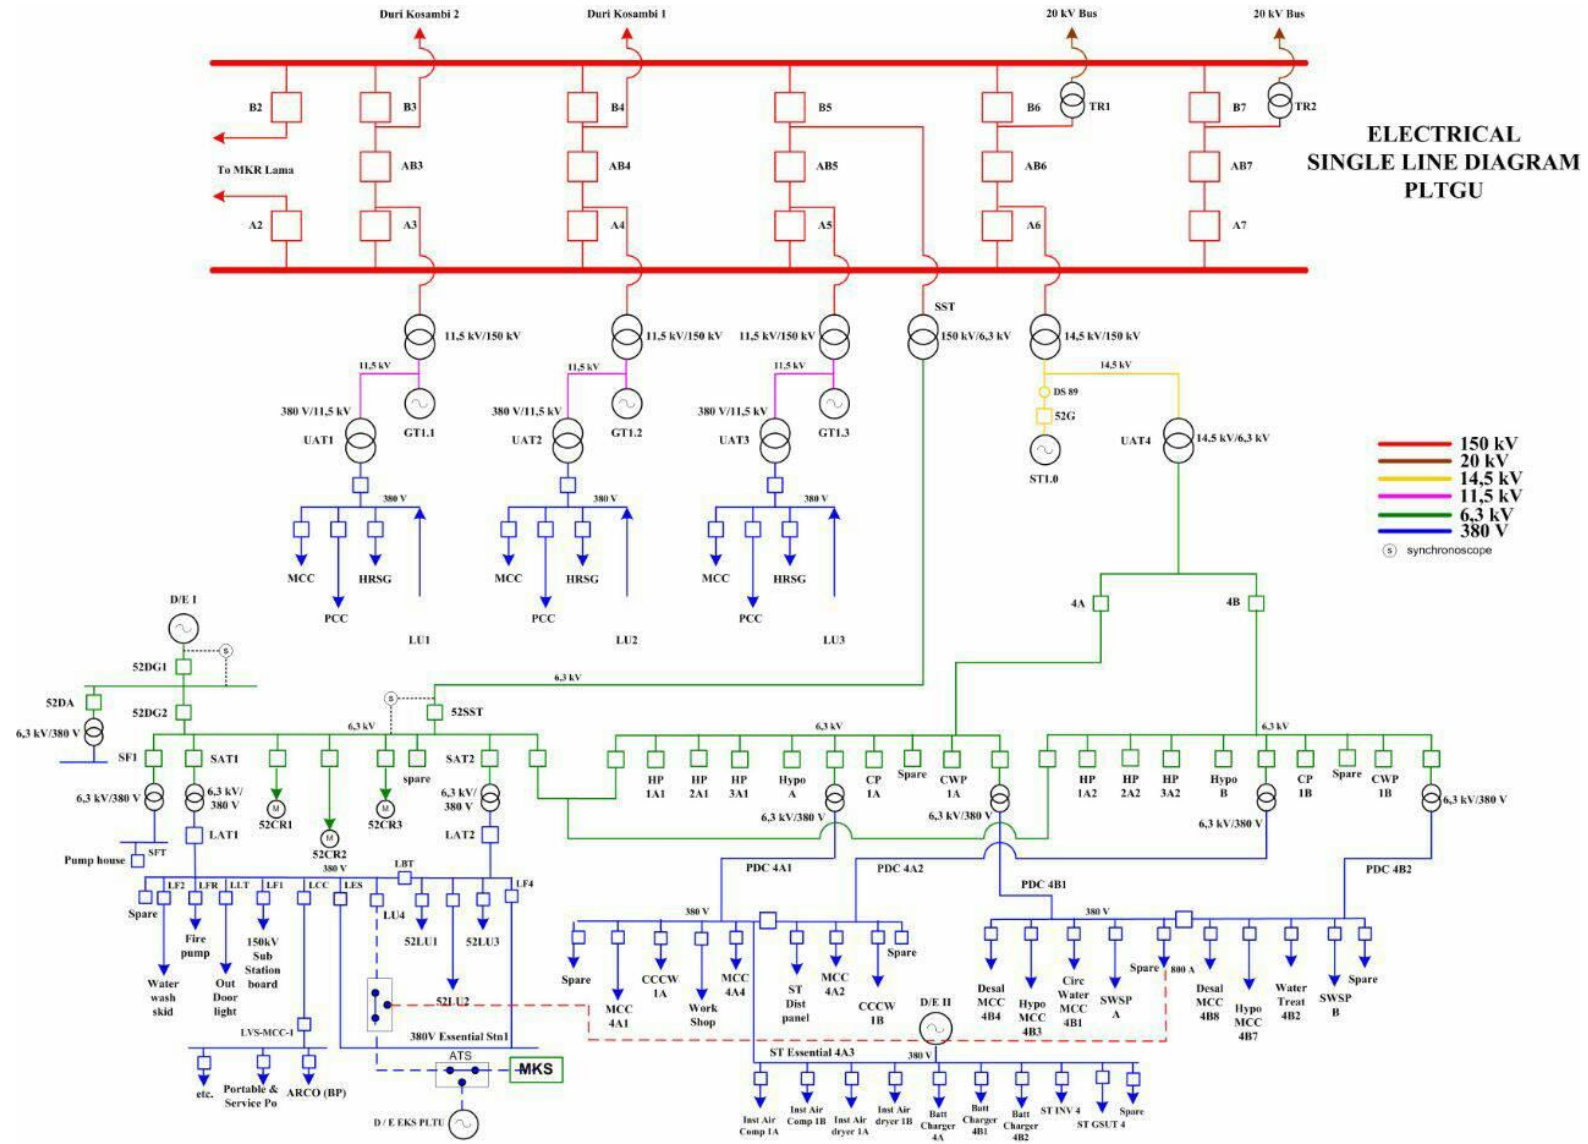 Duri Kosambi 2
Duri Kosambi 1
20 kV Bus
20 kV Bus
B2
B3
B4
B5
B6
TR1
B7
TR2
ELECTRICAL
SINGLE LINE DIAGRAM
PLTGU
To MKR Lama
AB3
AB4
AB5
AB6
AB7
A2
A3
A4
A5
A6
A7
SST
11,5 kV/150 kV
11,5 kV/150 kV
11,5 kV/150 kV
150 kV/6,3 kV
14,5 kV/150 kV
11,5 kV
11,5 kV
11,5 kV
14,5 kV
DS 89
52G
380 V/11,5 kV
380 V/11,5 kV
380 V/11,5 kV
UAT1
GT1.1
UAT2
GT1.2
UAT3
GT1.3
UAT4
14,5 kV/6,3 kV
ST1.0
150 kV
20 kV
14,5 kV
11,5 kV
6,3 kV
380 V
S synchronoscope
380 V
380 V
380 V
MCC
HRSG
MCC
HRSG
MCC
HRSG
PCC
PCC
PCC
LU1
LU2
LU3
4A
4B
D/E I
S
52DG1
52DA
52DG2
6,3 kV
S
52SST
6,3 kV/380 V
6,3 kV
6,3 kV
6,3 kV
SF1
SAT1
spare
SAT2
HP
1A1
HP
2A1
HP
3A1
Hypo
A
CP
1A
Spare
CWP
1A
HP
1A2
HP
2A2
HP
3A2
Hypo
B
CP
1B
Spare
CWP
1B
6,3 kV/380 V
6,3 kV/
380 V
M
52CR1
M
52CR2
M
52CR3
6,3 kV/
380 V
6,3 kV/380 V
6,3 kV/380 V
6,3 kV/380 V
6,3 kV/380 V
LAT1
LAT2
SFT
Pump house
380 V
LBT
PDC 4A1
PDC 4A2
PDC 4B1
PDC 4B2
LF2
LFR
LLT
LF1
LCC
LES
LF4
Spare
LU4
Fire
pump
150kV
Sub
Station
board
52LU1
52LU3
52LU2
Water
wash
skid
Out
Door
light
380 V
380 V
Spare
MCC
4A1
CCCW
1A
Work
Shop
MCC
4A4
ST
Dist
panel
MCC
4A2
CCCW
1B
Spare
Desal
MCC
4B4
Hypo
MCC
4B3
Circ
Water
MCC
4B1
SWSP
A
Spare
800 A
Desal
MCC
4B8
Hypo
MCC
4B7
Water
Treat
4B2
SWSP
B
Spare
D/E II
LVS-MCC-1
380V Essential Stn1
ST Essential 4A3
380 V
ATS
MKS
etc.
Portable &
Service Po
ARCO (BP)
D / E EKS PLTU
Inst Air
Comp 1A
Inst Air
Comp 1B
Inst Air
dryer 1A
Inst Air
dryer 1B
Batt
Charger
4A
Batt
Charger
4B1
Batt
Charger
4B2
ST INV 4
ST GSUT 4
Spare